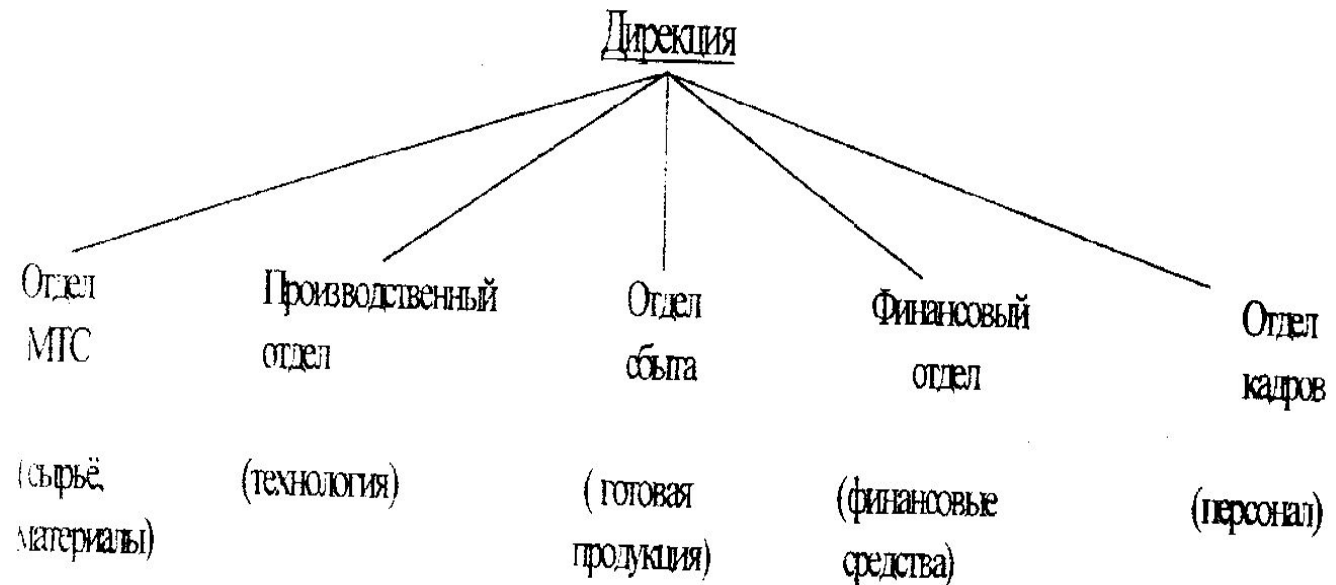 Дирекция
Отдел
МТС
(сырьё,
материалы)
Производственный
отдел
(технология)
Отдел
сбыта
( готовая
продукция)
Финансовый
отдел
(финансовые
средства)
Отдел
кадров
(персонал)